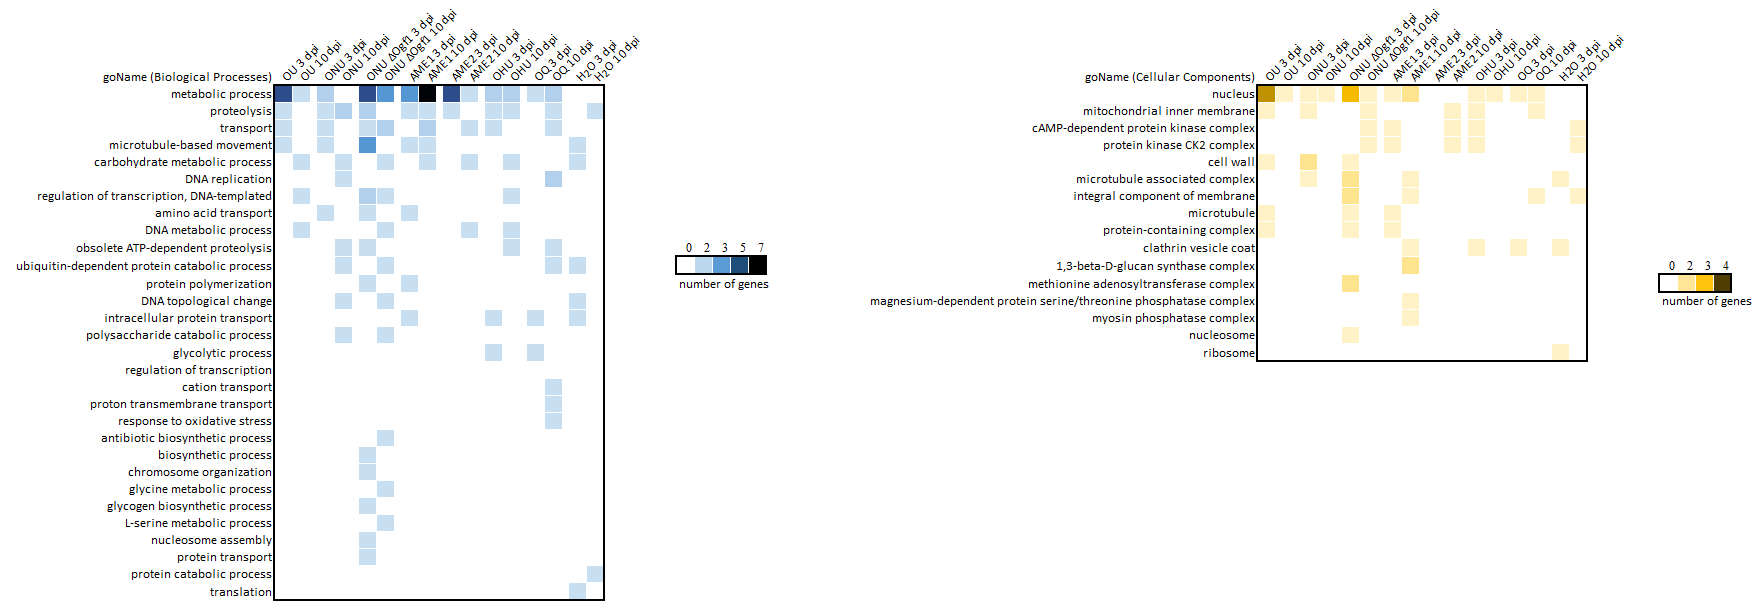 goName (Biological Processes)
OU 3 dpi
OU 10 dpi
ONU 3 dpi
ONU 10 dpi
ONU ΔOgf1 3 dpi
ONU ΔOgf1 10 dpi
AME1 3 dpi
AME1 10 dpi
AME2 3 dpi
AME2 10 dpi
OHU 3 dpi
OHU 10 dpi
OQ 3 dpi
OQ 10 dpi
H2O 3 dpi
H2O 10 dpi
metabolic process
proteolysis
transport
microtubule-based movement
carbohydrate metabolic process
DNA replication
regulation of transcription, DNA-templated
amino acid transport
DNA metabolic process
obsolete ATP-dependent proteolysis
ubiquitin-dependent protein catabolic process
protein polymerization
DNA topological change
intracellular protein transport
polysaccharide catabolic process
glycolytic process
regulation of transcription
cation transport
proton transmembrane transport
response to oxidative stress
antibiotic biosynthetic process
biosynthetic process
chromosome organization
glycine metabolic process
glycogen biosynthetic process
L-serine metabolic process
nucleosome assembly
protein transport
protein catabolic process
translation
0 2 3 5 7
number of genes
goName (Cellular Components)
OU 3 dpi
OU 10 dpi
ONU 3 dpi
ONU 10 dpi
ONU ΔOgf1 3 dpi
ONU ΔOgf1 10 dpi
AME1 3 dpi
AME1 10 dpi
AME2 3 dpi
AME2 10 dpi
OHU 3 dpi
OHU 10 dpi
OQ 3 dpi
OQ 10 dpi
H2O 3 dpi
H2O 10 dpi
nucleus
mitochondrial inner membrane
cAMP-dependent protein kinase complex
protein kinase CK2 complex
cell wall
microtubule associated complex
integral component of membrane
microtubule
protein-containing complex
clathrin vesicle coat
1,3-beta-D-glucan synthase complex
methionine adenosyltransferase complex
magnesium-dependent protein serine/threonine phosphatase complex
myosin phosphatase complex
nucleosome
ribosome
0 2 3 4
number of genes